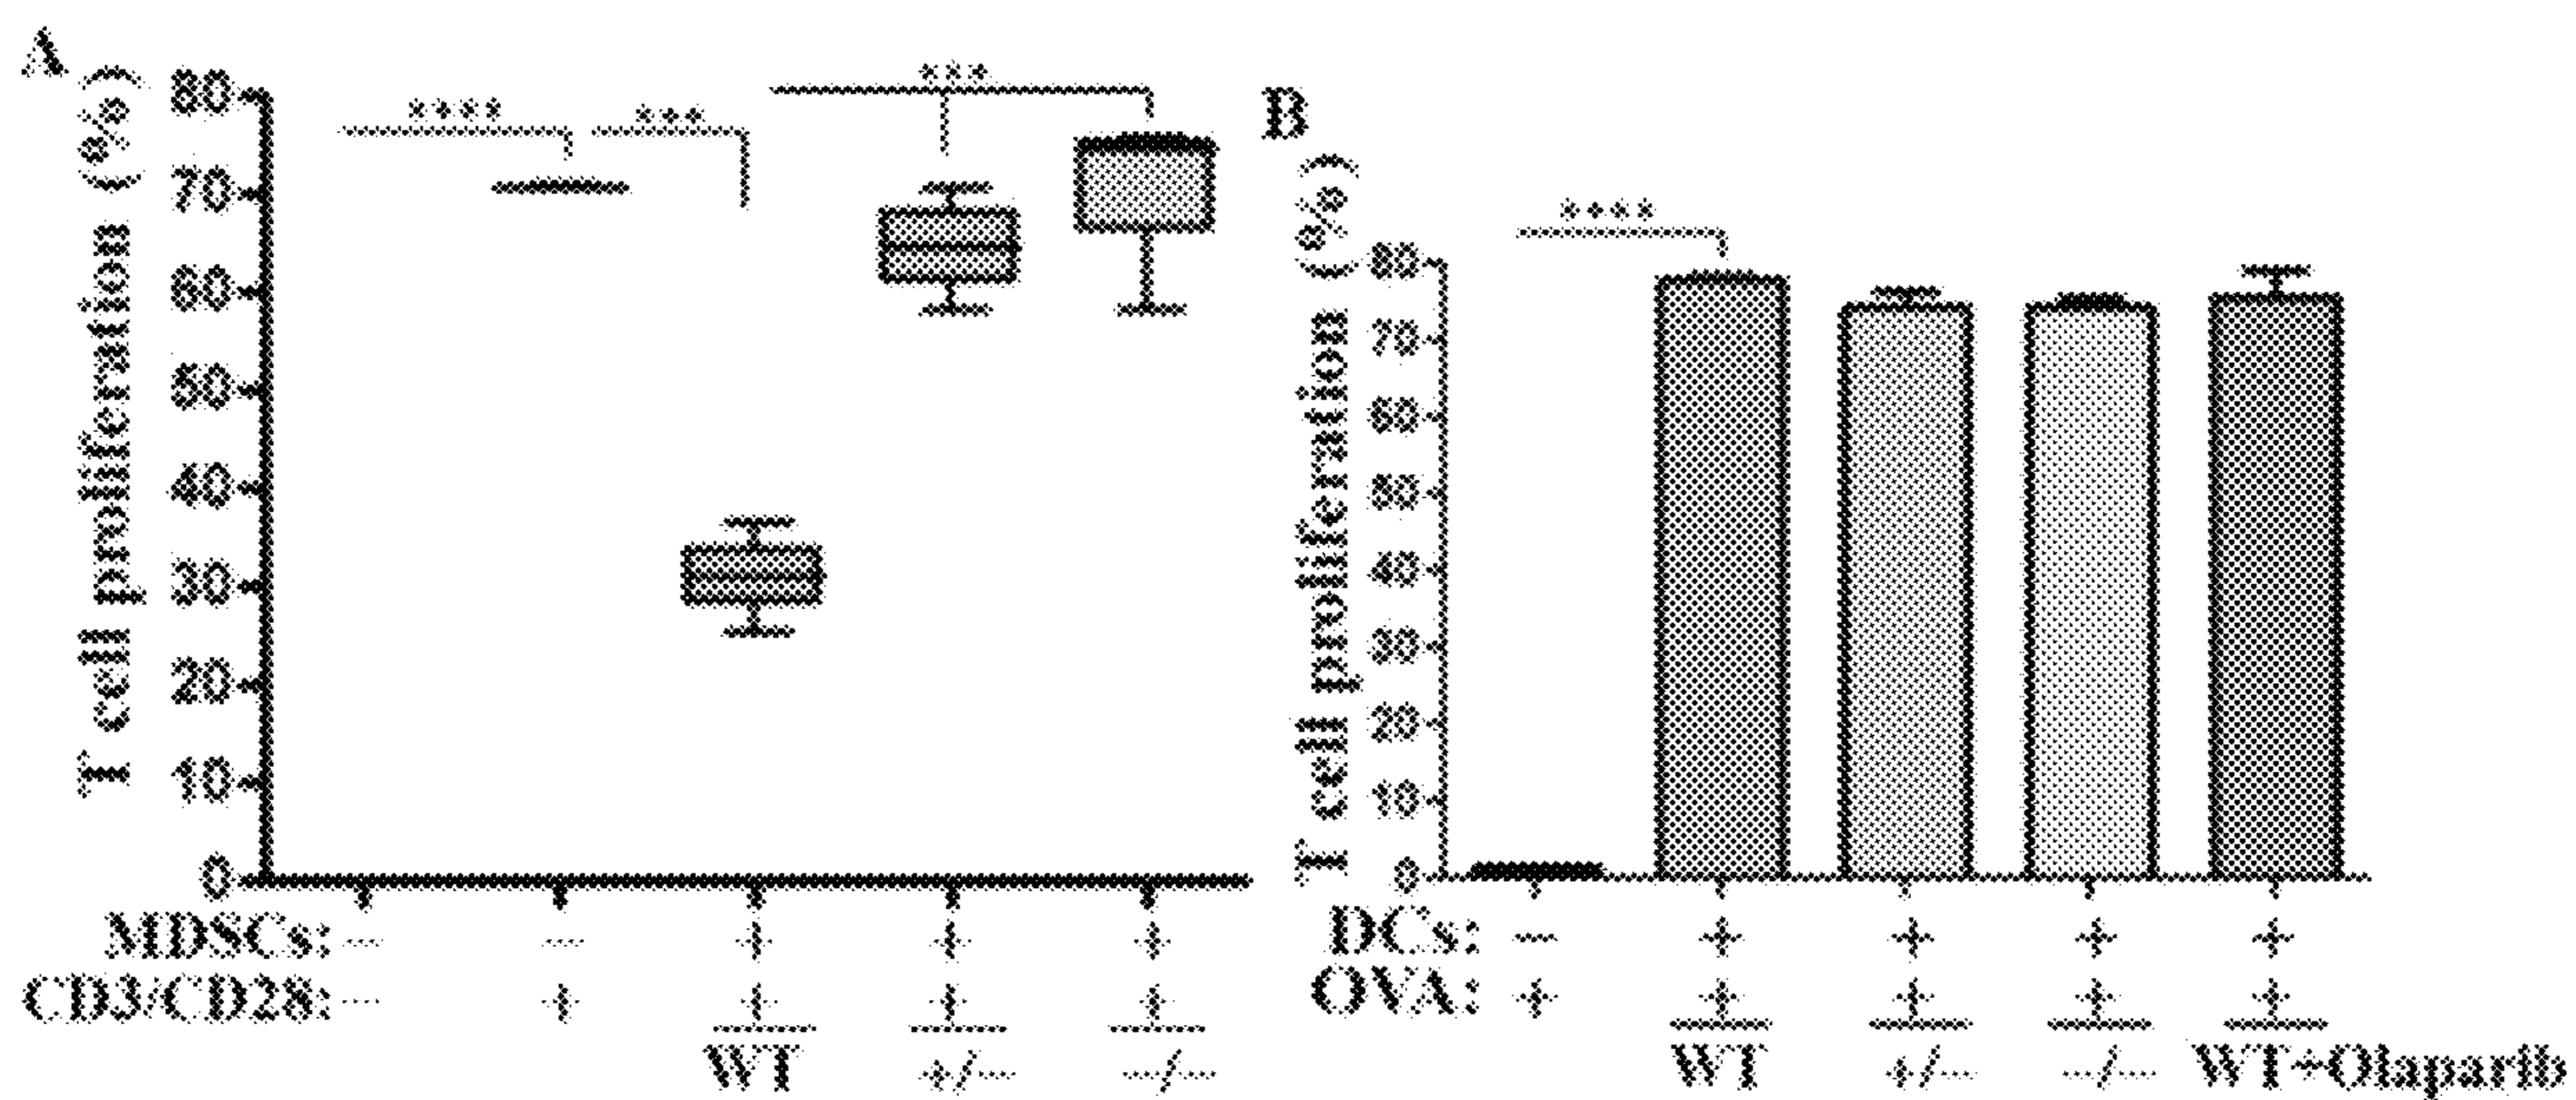 A
T cell proliferation (%)
80
70
60
50
40
30
20
10
0
**** *** ***
MDSCs: - - + + +
CD3/CD28: - + + + +
WT +/- -/-
B
T cell proliferation (%)
80
70
60
50
40
30
20
10
0
****
DCs: - + + + +
OVA: + + + + +
WT +/- -/- WT+Olaparib